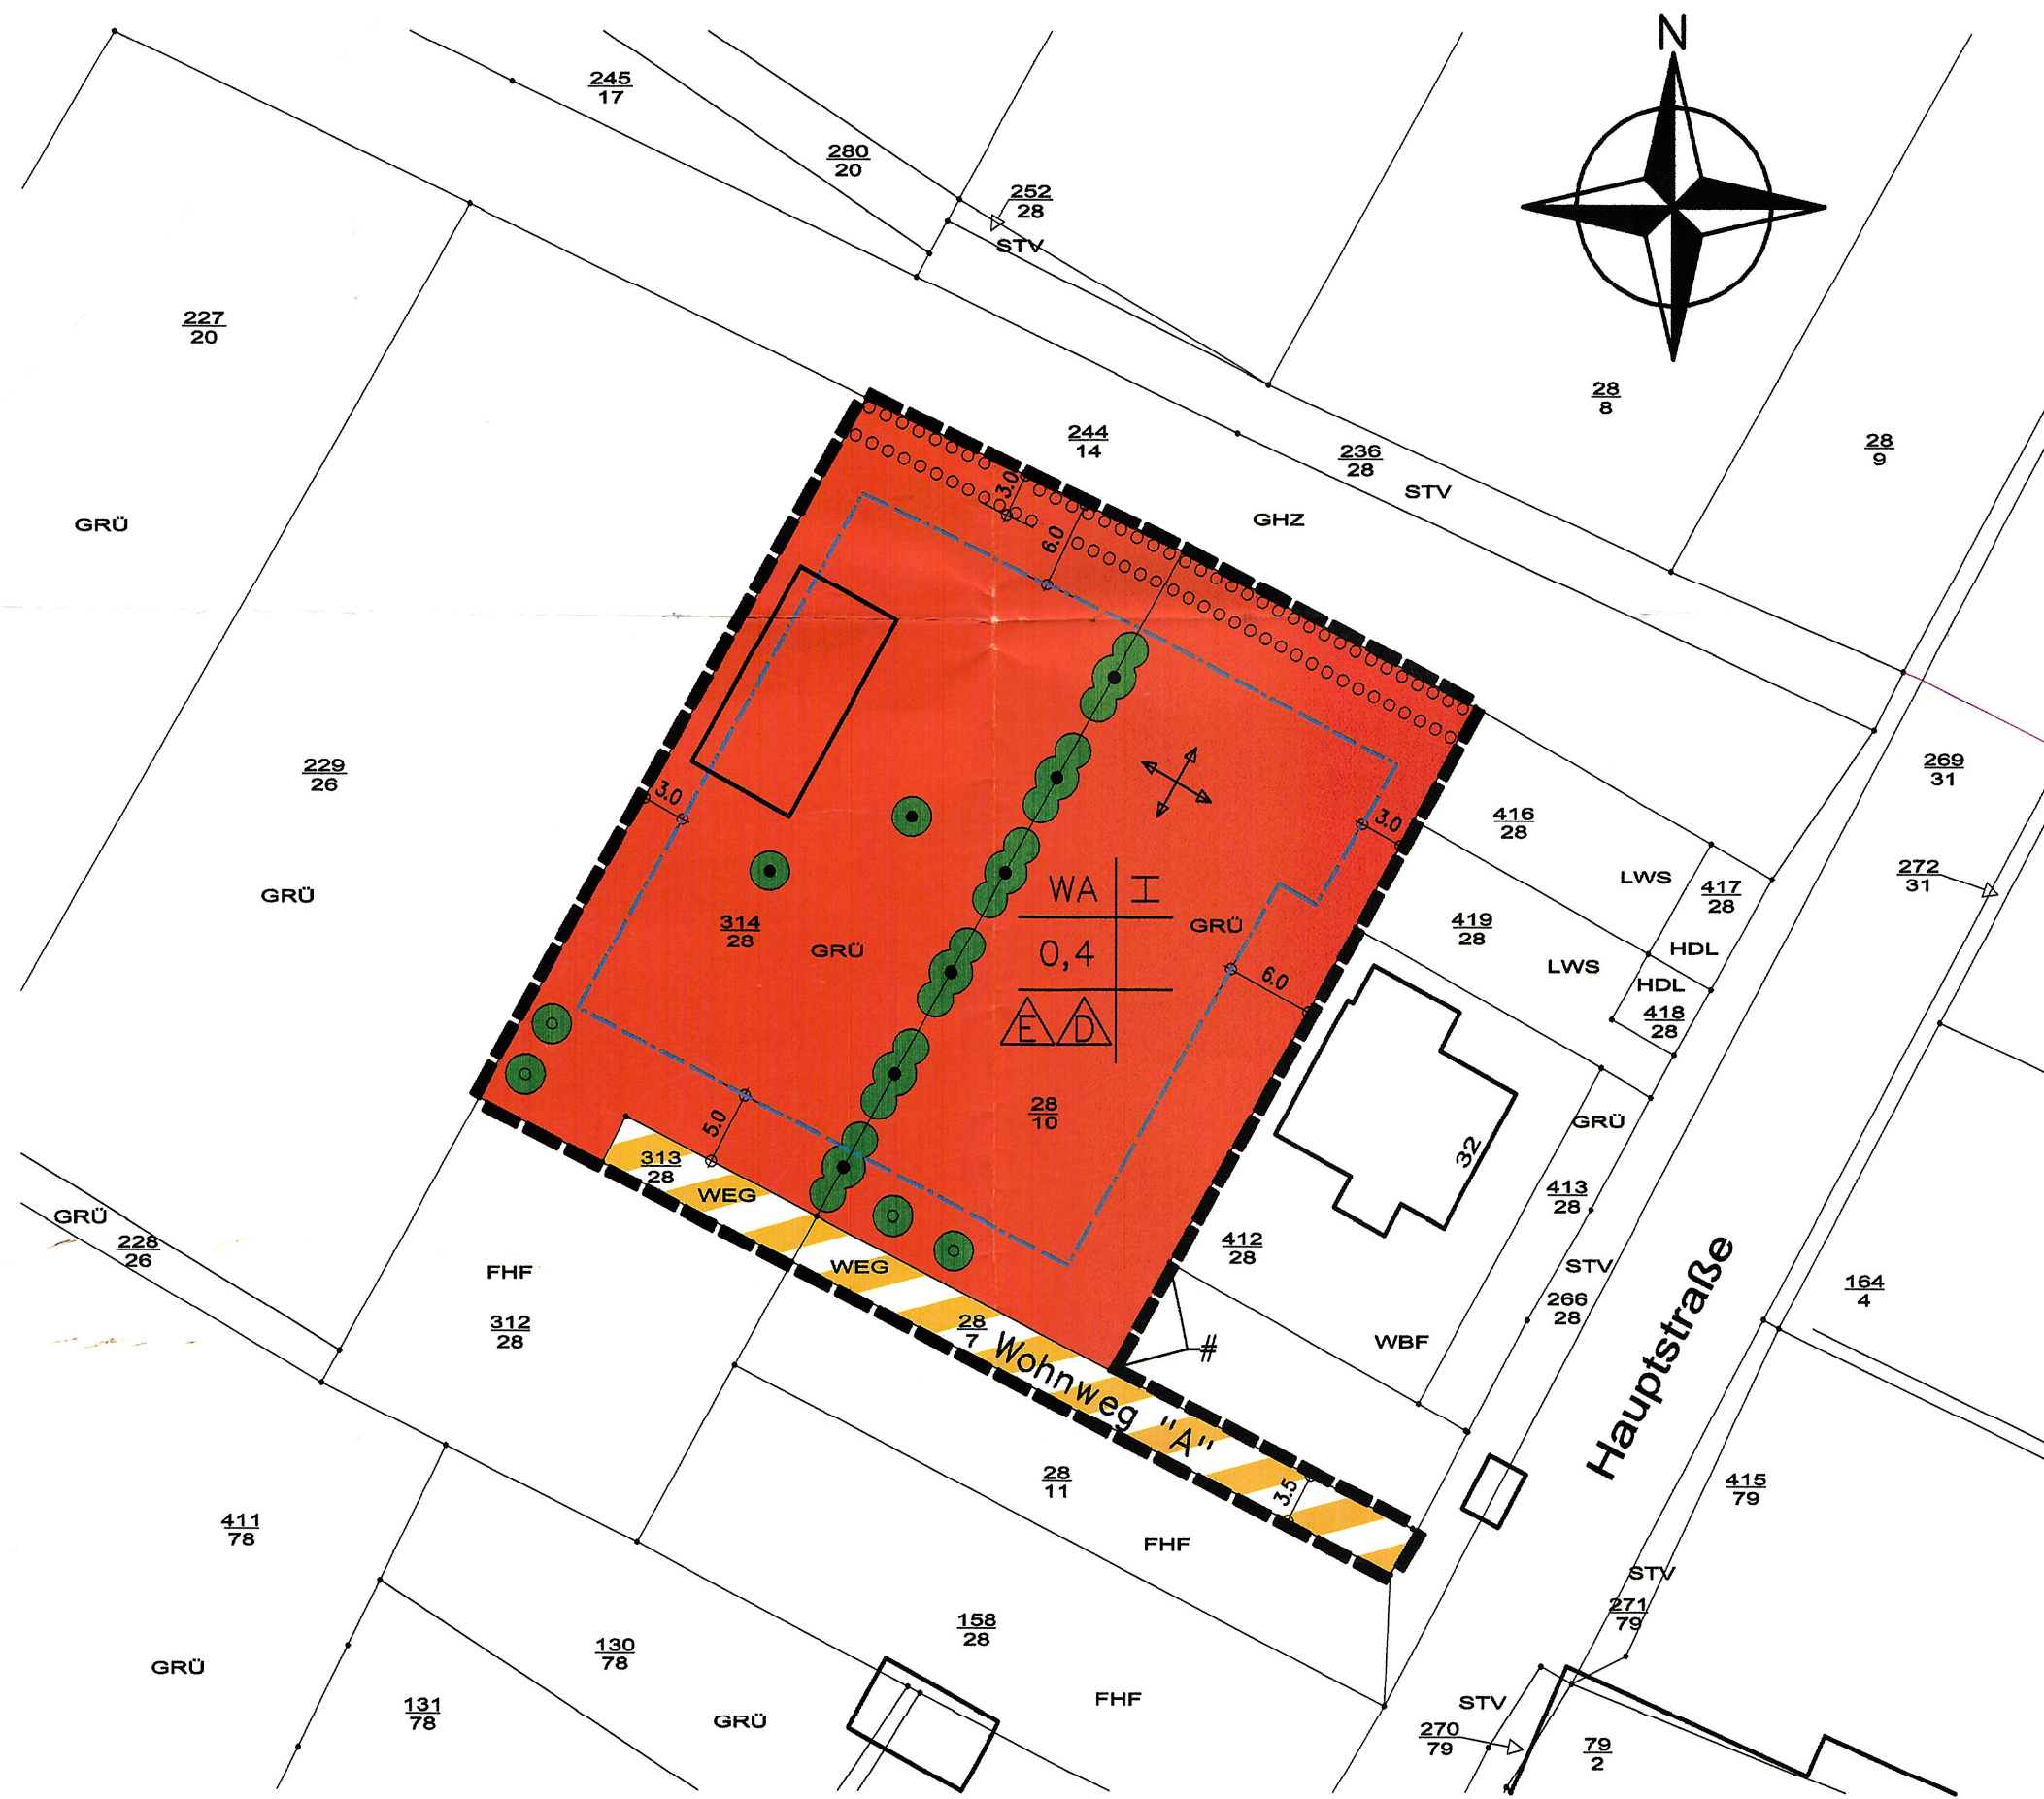 N
245
17
280
20
252
28
STV
227
20
28
8
244
14
236
28
28
9
STV
3.0
GHZ
GRÜ
6.0
229
26
269
31
3.0
416
28
3.0
272
31
LWS
417
28
WA I
GRÜ
314
28
GRÜ
GRÜ
419
28
HDL
0,4
LWS
6.0
HDL
418
28
E D
28
10
GRÜ
5.0
32
313
28
WEG
413
28
GRÜ
228
26
412
28
WEG
STV
FHF
164
4
266
28
312
28
28
7
WBF
#
Wohnweg "A"
Hauptstraße
28
11
3.5
415
79
411
78
FHF
STV
271
79
158
28
130
78
GRÜ
FHF
STV
131
78
GRÜ
270
79
79
2